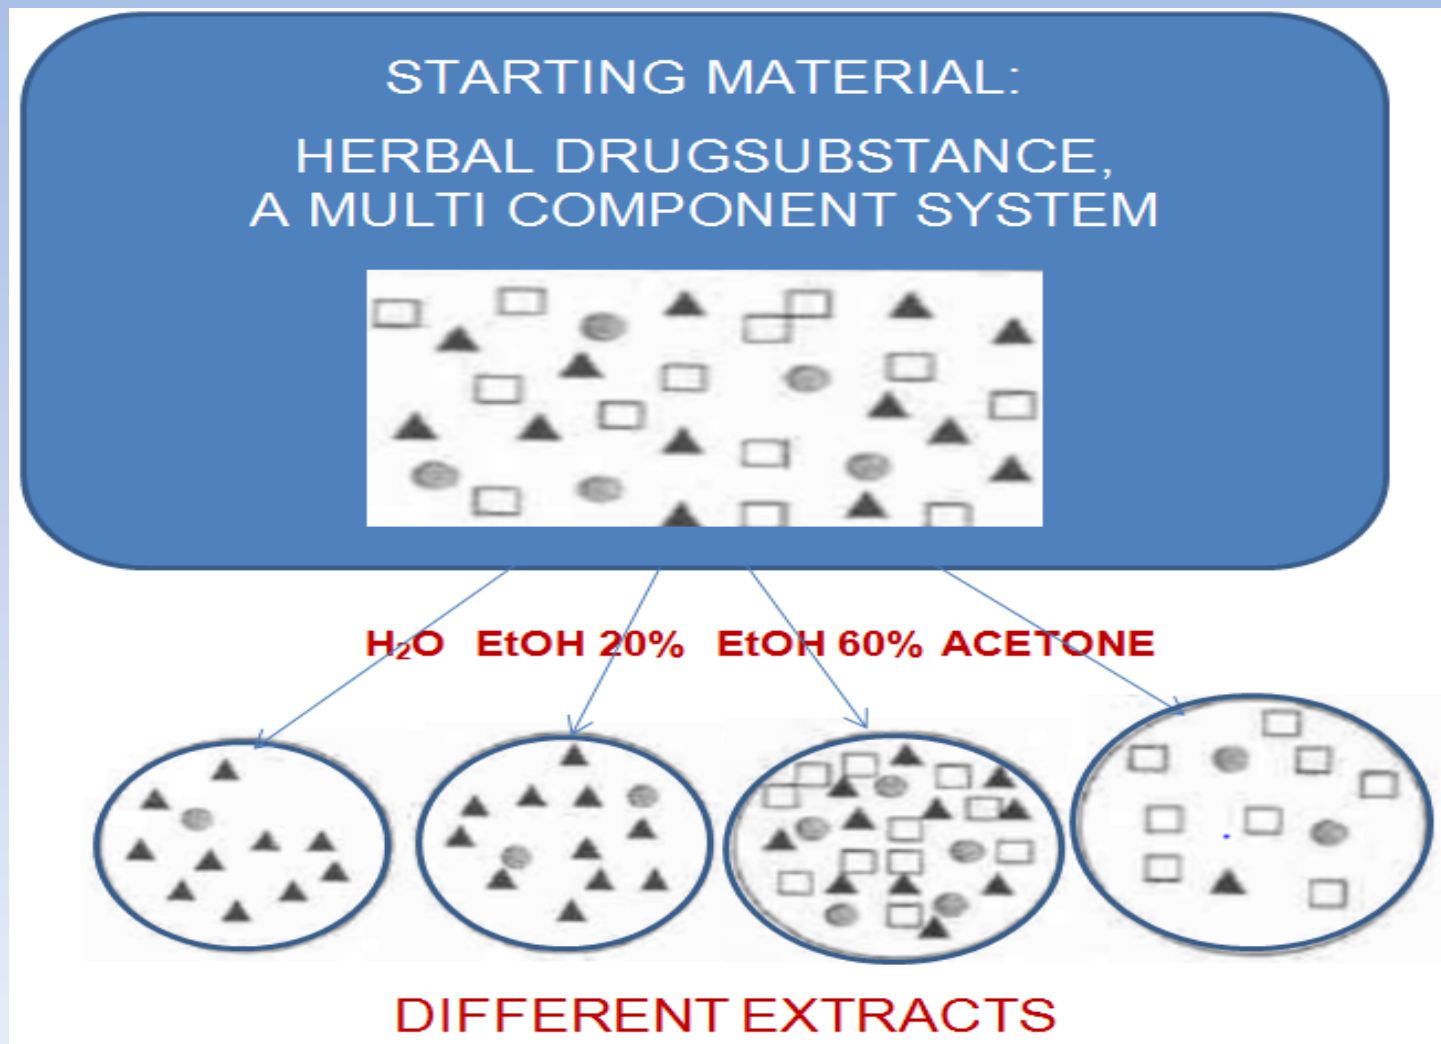 STARTING MATERIAL:
HERBAL DRUGSUBSTANCE,
A MULTI COMPONENT SYSTEM
H₂O EtOH 20% EtOH 60% ACETONE
DIFFERENT EXTRACTS